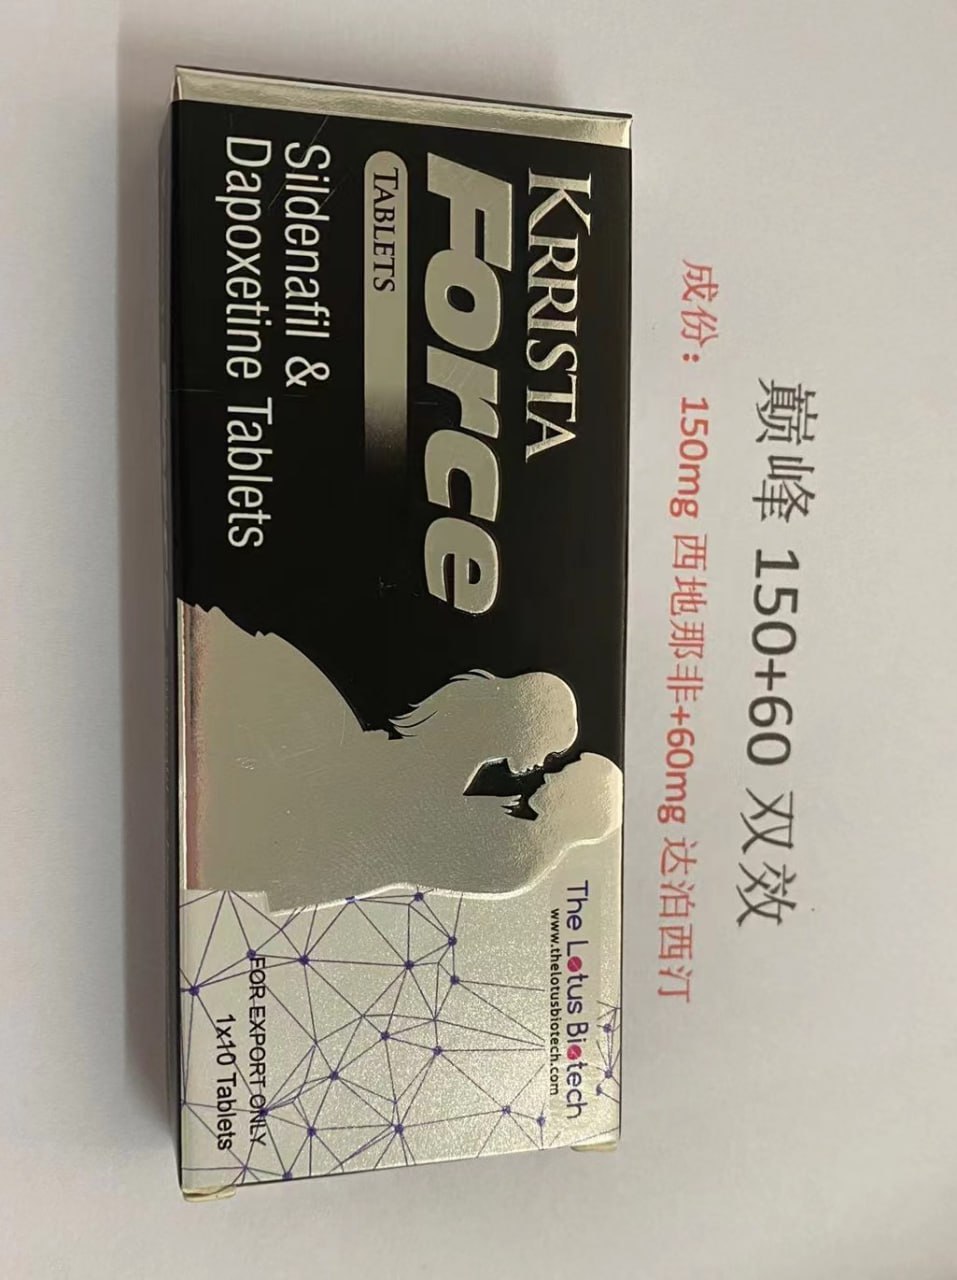 巅峰 150+60 双效
成份：150mg 西地那非+60mg 达泊西汀
KRRISTA
Force
TABLETS
Sildenafil &
Dapoxetine Tablets
The Lotus Biotech
www.thelotusbiotech.com
FOR EXPORT ONLY
1x10 Tablets